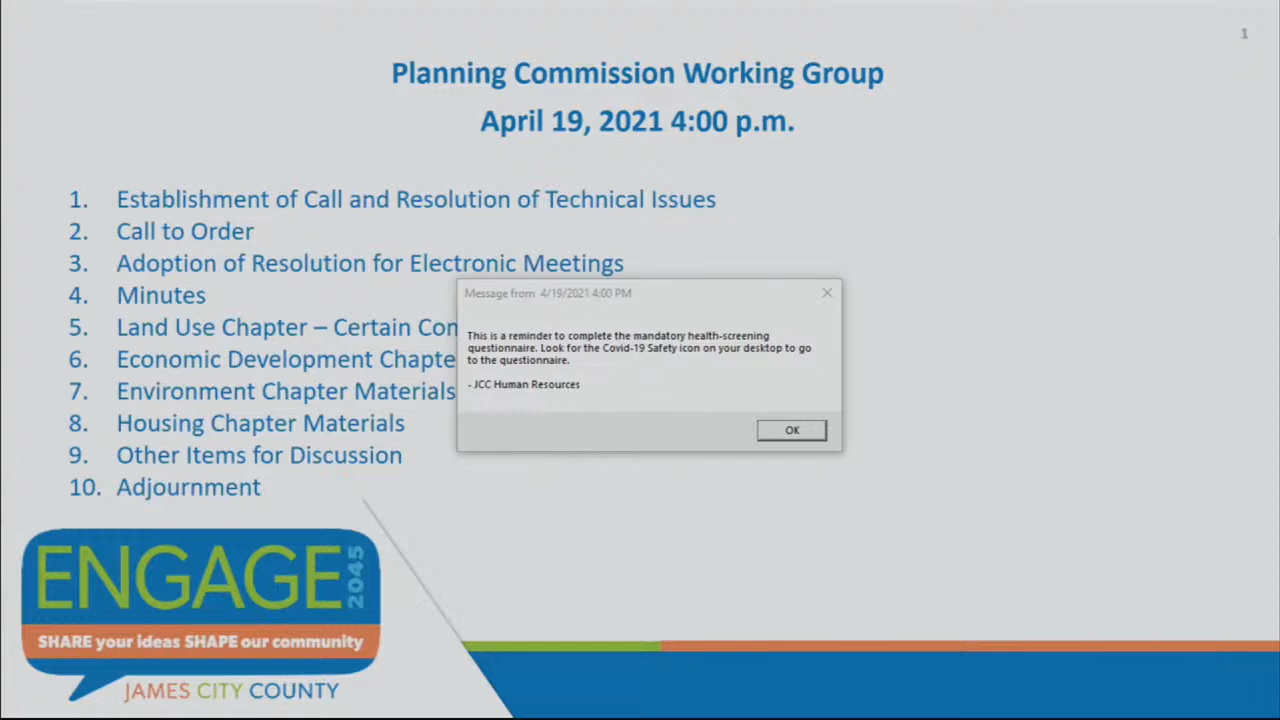 1
Planning Commission Working Group
April 19, 2021 4:00 p.m.
1. Establishment of Call and Resolution of Technical Issues
2. Call to Order
3. Adoption of Resolution for Electronic Meetings
4. Minutes
5. Land Use Chapter – Certain Con
6. Economic Development Chapte
7. Environment Chapter Materials
8. Housing Chapter Materials
9. Other Items for Discussion
10. Adjournment
Message from 4/19/2021 4:00 PM
This is a reminder to complete the mandatory health-screening
questionnaire. Look for the Covid-19 Safety icon on your desktop to go
to the questionnaire.
- JCC Human Resources
OK
ENGAGE 2045
SHARE your ideas SHAPE our community
JAMES CITY COUNTY